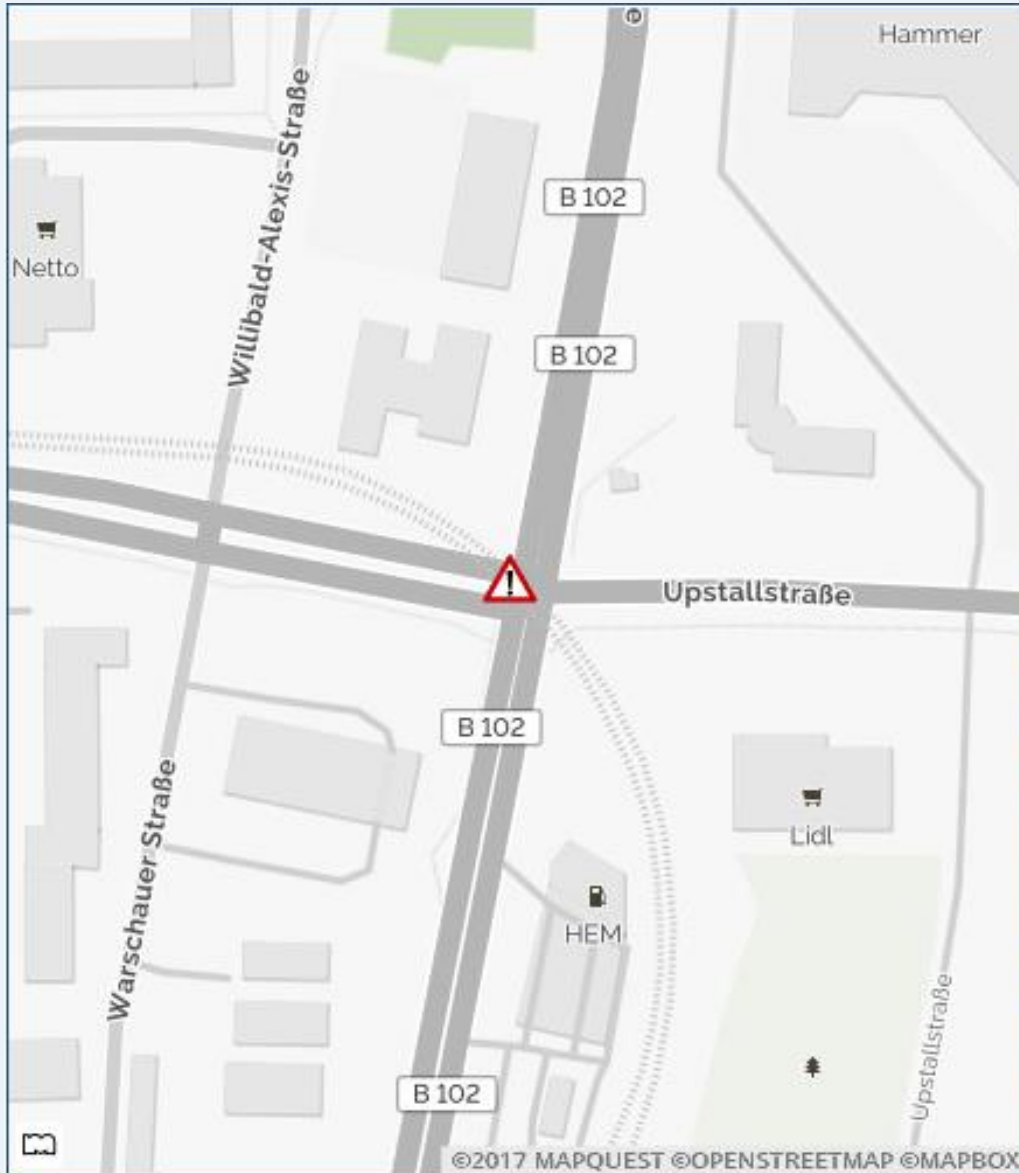 e
Hammer
Willibald-Alexis-Straße
B 102
Netto
B 102
Upstallstraße
B 102
Warschauer Straße
Lidl
HEM
Upstallstraße
B 102
©2017 MAPQUEST ©OPENSTREETMAP ©MAPBOX